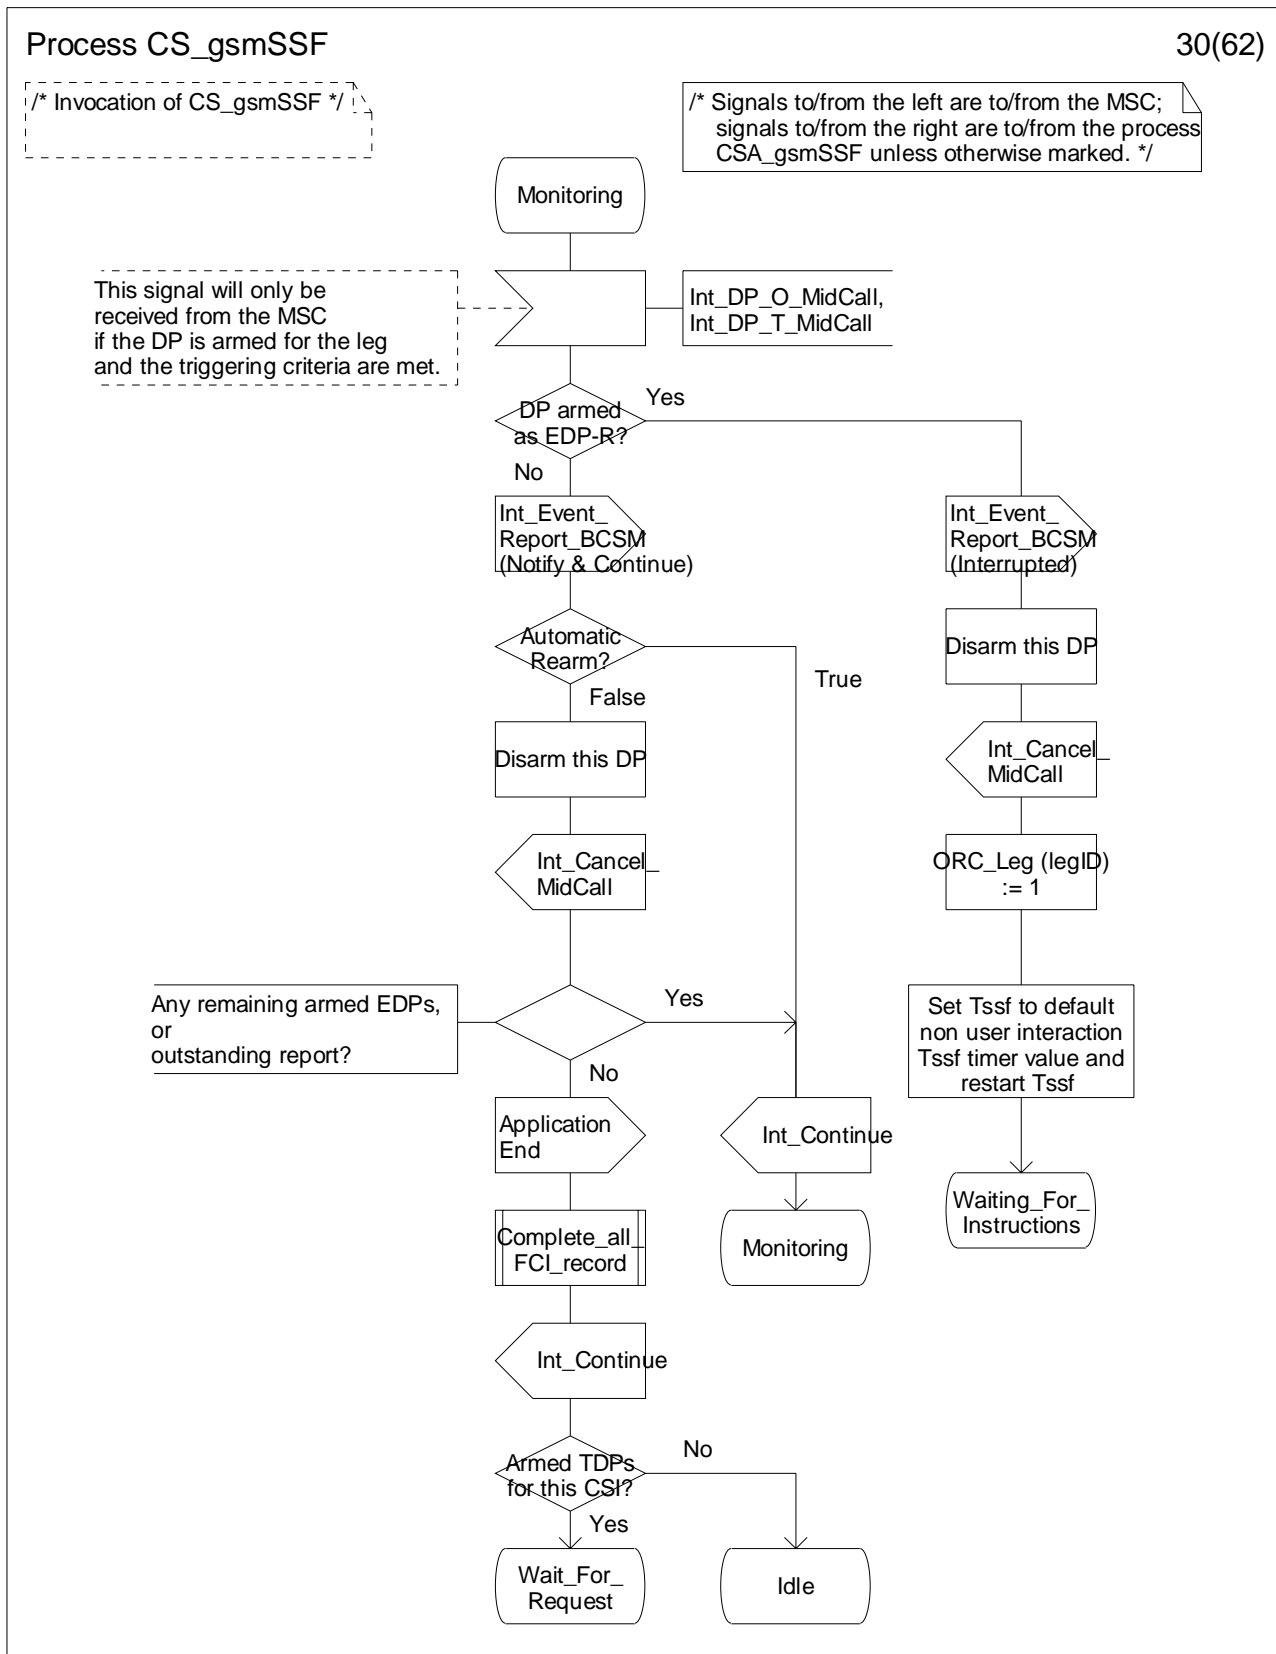 Process CS_gsmSSF
30(62)
/* Invocation of CS_gsmSSF */
/* Signals to/from the left are to/from the MSC;
signals to/from the right are to/from the process
CSA_gsmSSF unless otherwise marked. */
Monitoring
This signal will only be
received from the MSC
if the DP is armed for the leg
and the triggering criteria are met.
Int_DP_O_MidCall,
Int_DP_T_MidCall
DP armed
as EDP-R?
Yes
No
Int_Event_
Report_BCSM
(Notify & Continue)
Int_Event_
Report_BCSM
(Interrupted)
Automatic
Rearm?
True
False
Disarm this DP
Disarm this DP
Int_Cancel_
MidCall
Int_Cancel_
MidCall
ORC_Leg (legID)
:= 1
Any remaining armed EDPs,
or
outstanding report?
Yes
No
Set Tssf to default
non user interaction
Tssf timer value and
restart Tssf
Application
End
Int_Continue
Waiting_For_
Instructions
Complete_all_
FCI_record
Monitoring
Int_Continue
Armed TDPs
for this CSI?
No
Yes
Wait_For_
Request
Idle